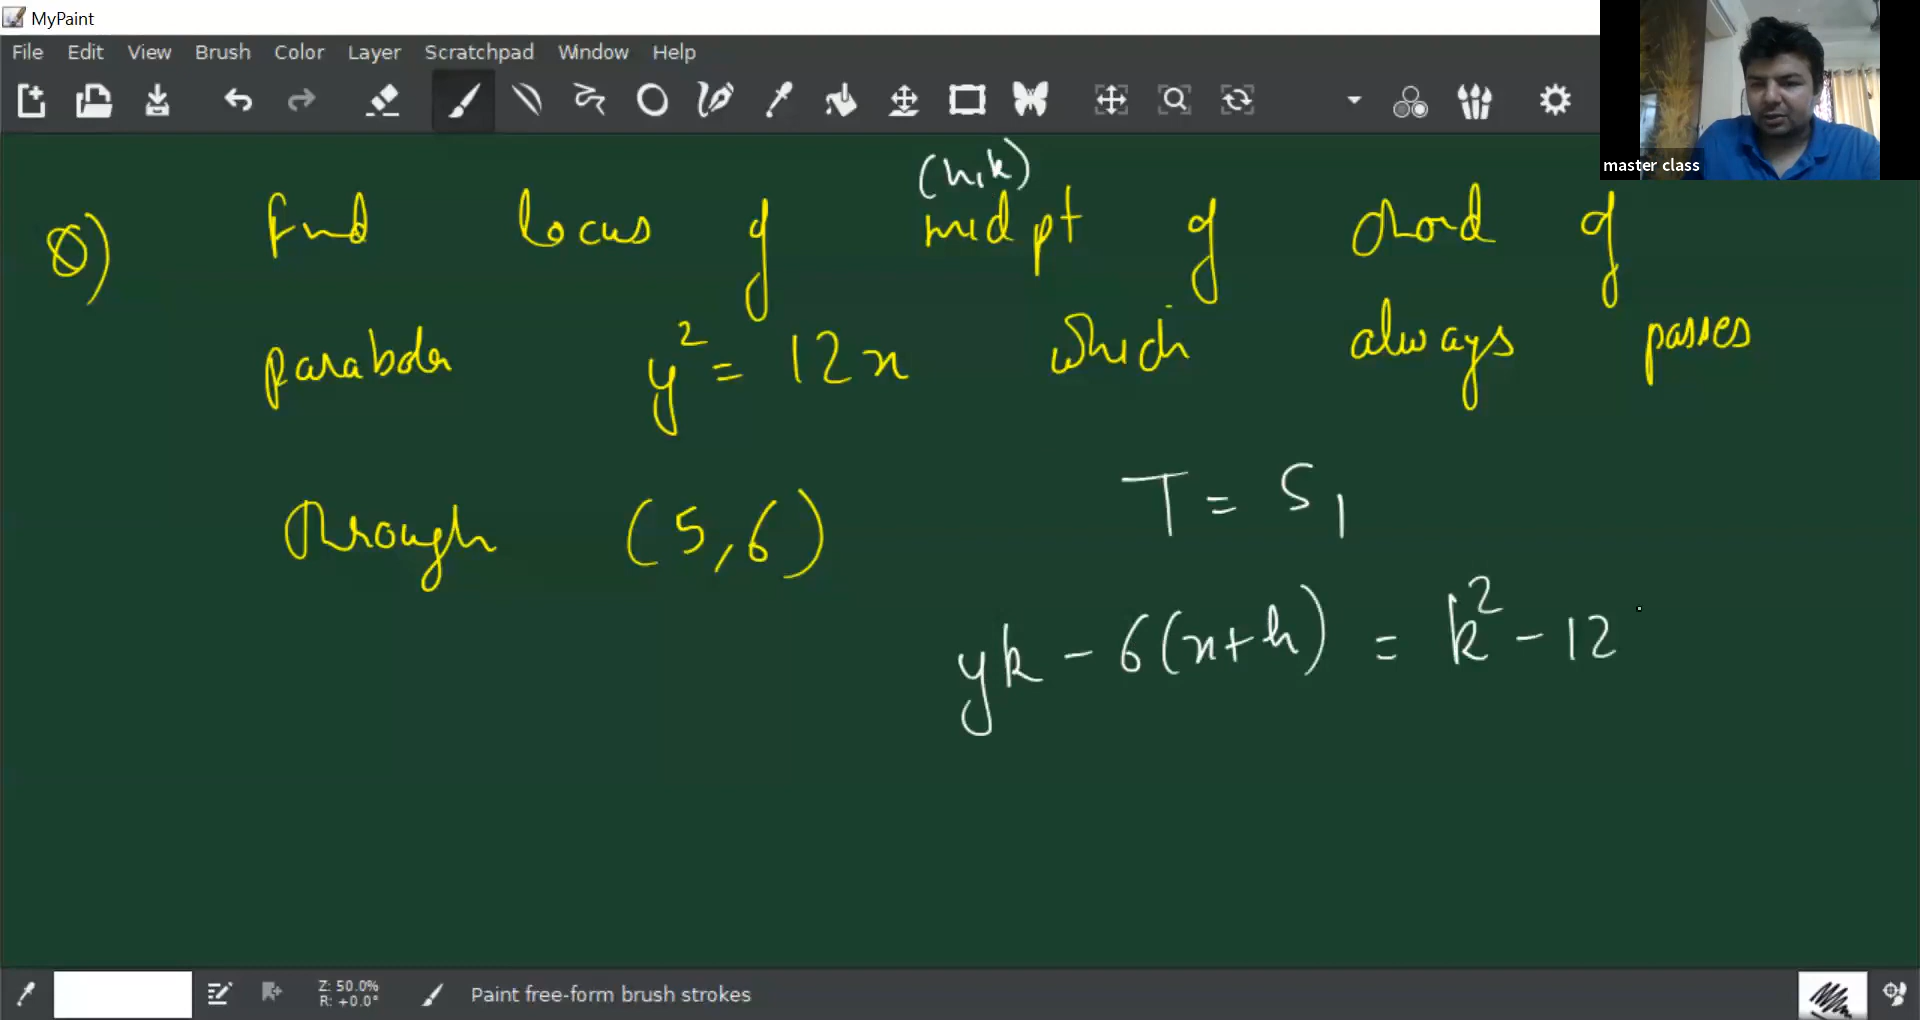 MyPaint
File Edit View Brush Color Layer Scratchpad Window Help
master class
(h,k)
Q) Find locus of mid pt of chord of
parabola y² = 12x which always passes
through (5,6)
T = S₁
yk - 6(x+h) = k² - 12
Z: 50.0%
R: +0.0°
Paint free-form brush strokes